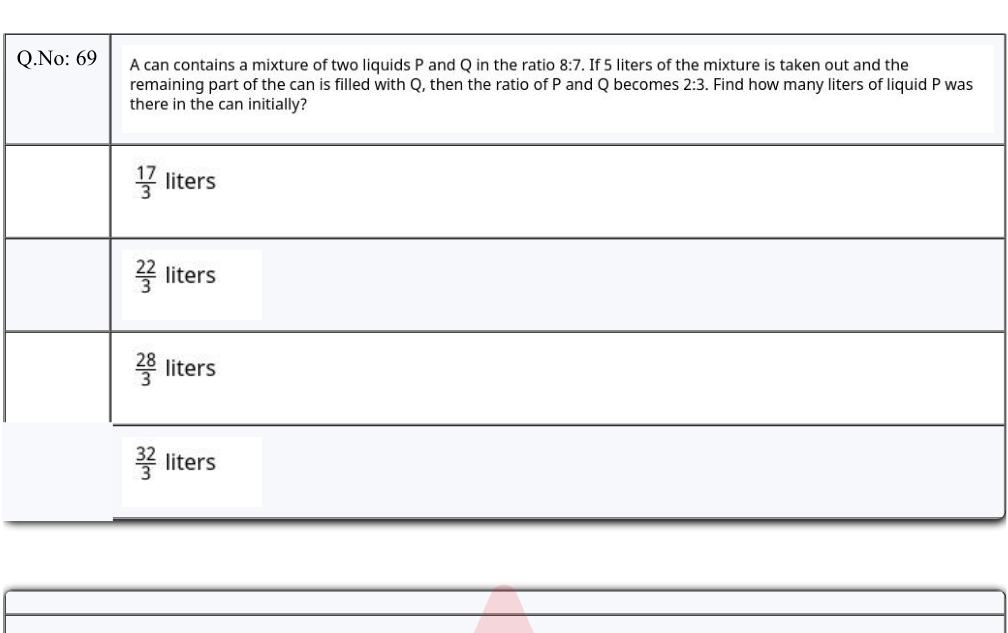 Q.No: 69
A can contains a mixture of two liquids P and Q in the ratio 8:7. If 5 liters of the mixture is taken out and the
remaining part of the can is filled with Q, then the ratio of P and Q becomes 2:3. Find how many liters of liquid P was
there in the can initially?
17/3 liters
22/3 liters
28/3 liters
32/3 liters